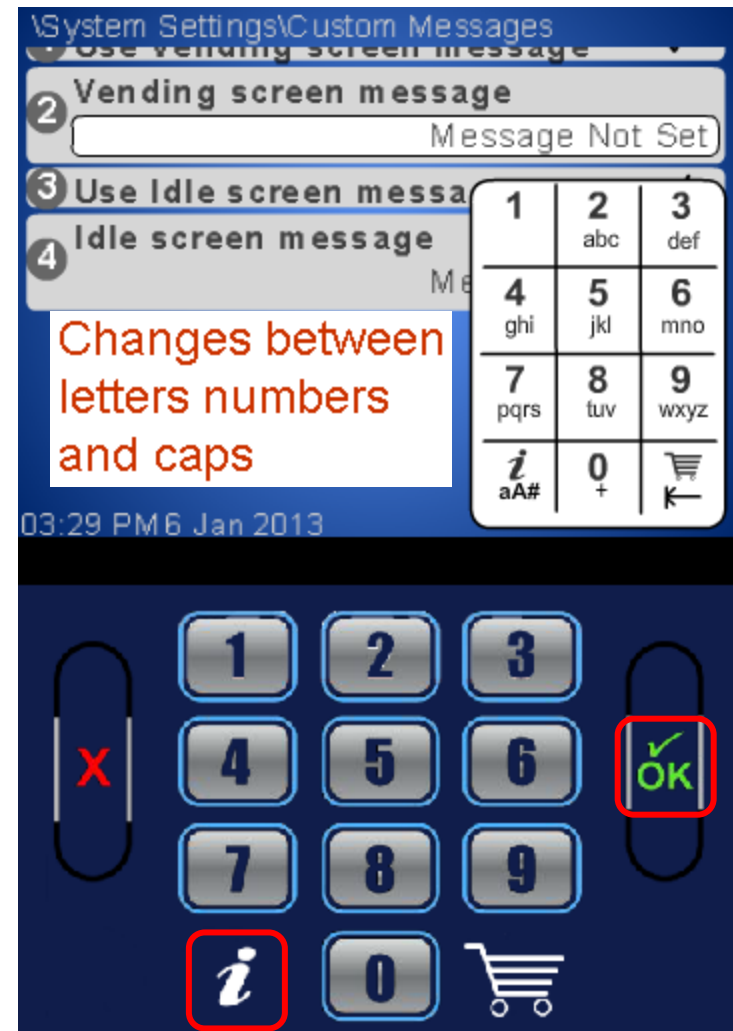 \System Settings\Custom Messages
1 Use Vending screen message
2 Vending screen message
Message Not Set
3 Use Idle screen messa
4 Idle screen message
Me
1 2 3
abc def
4 5 6
ghi jkl mno
7 8 9
pqrs tuv wxyz
i 0
aA# +
Changes between
letters numbers
and caps
03:29 PM 6 Jan 2013
1 2 3
X 4 5 6 OK
7 8 9
i 0